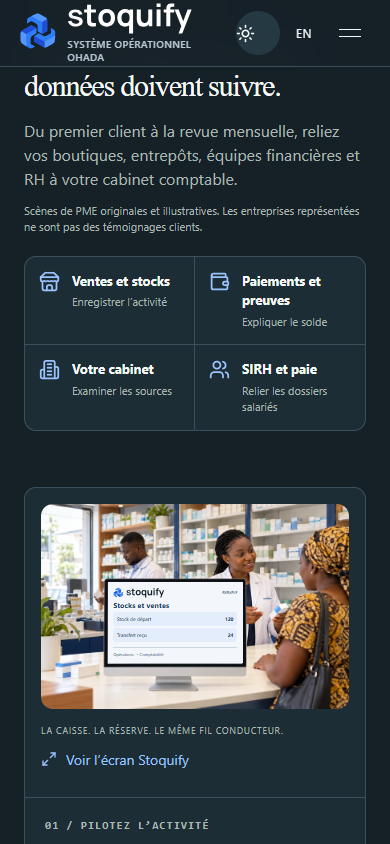 stoquify
SYSTÈME OPÉRATIONNEL
OHADA
EN
données doivent suivre.
Du premier client à la revue mensuelle, reliez
vos boutiques, entrepôts, équipes financières et
RH à votre cabinet comptable.
Scènes de PME originales et illustratives. Les entreprises représentées
ne sont pas des témoignages clients.
Ventes et stocks
Enregistrer l’activité
Paiements et
preuves
Expliquer le solde
Votre cabinet
Examiner les sources
SIRH et paie
Relier les dossiers
salariés
stoquify
Stocks et ventes
Stock de départ 120
Transfert reçu 24
LA CAISSE. LA RÉSERVE. LE MÊME FIL CONDUCTEUR.
Voir l’écran Stoquify
01 / PILOTEZ L’ACTIVITÉ